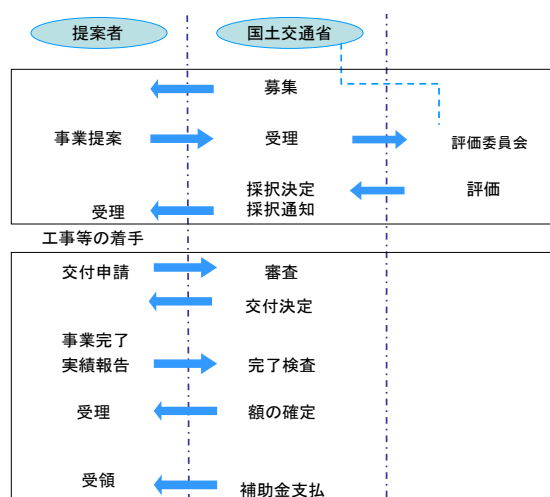 提案者
国土交通省
募集
事業提案
受理
評価委員会
採択決定
評価
採択通知
受理
工事等の着手
交付申請
審査
交付決定
事業完了
実績報告
完了検査
受理
額の確定
受領
補助金支払